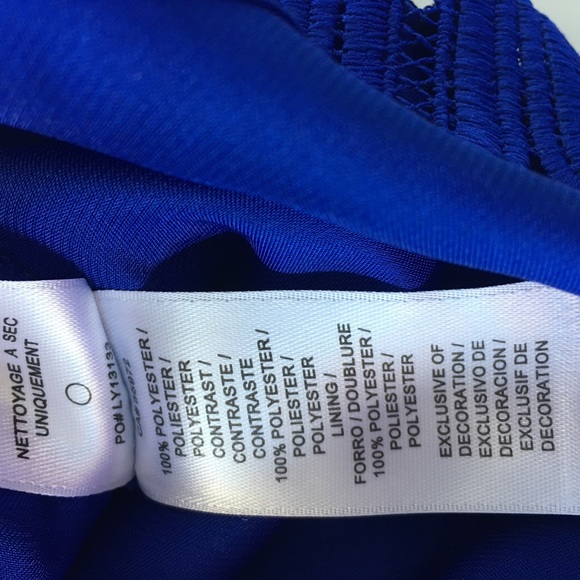 NETTOYAGE A SEC
UNIQUEMENT
PO# LY13133
100% POLYESTER /
POLIESTER /
POLYESTER
CONTRAST /
CONTRASTE /
CONTRASTE
100% POLYESTER /
POLIESTER /
POLYESTER
LINING /
FORRO / DOUBLURE
100% POLYESTER /
POLIESTER /
POLYESTER
EXCLUSIVE OF
DECORATION /
EXCLUSIVO DE
DECORACION /
EXCLUSIF DE
DECORATION